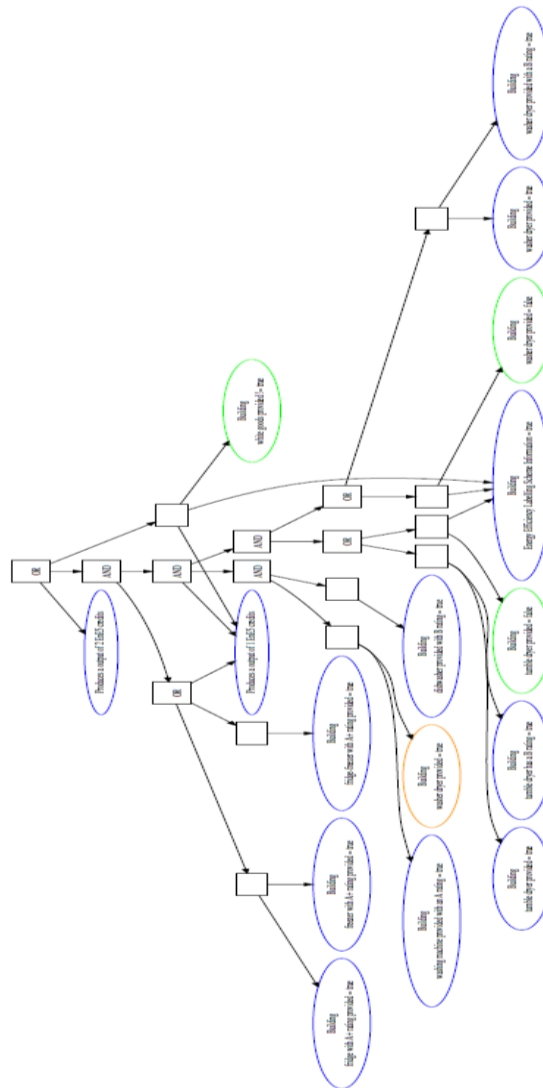 washer dryer provided with a B rating = true
Building
washer dryer provided = true
Building
washer dryer provided = false
Building
Energy Efficiency Labelling Scheme Information = true
Building
tumble dryer provided = false
Building
tumble dryer with a B rating = true
Building
tumble dryer provided = true
Building
dishwasher provided with B rating = true
Building
washer dryer provided = true
Building
washing machine provided with an A rating = true
Building
OR
OR
fridge-freezer with A+ rating provided = true
Building
freezer with A+ rating provided = true
Building
fridge with A+ rating provided = true
Building
white goods provided = true
Building
AND
AND
Produces a output of 1 Ene5 credits
AND
OR
AND
Produces a output of 2 Ene5 credits
OR